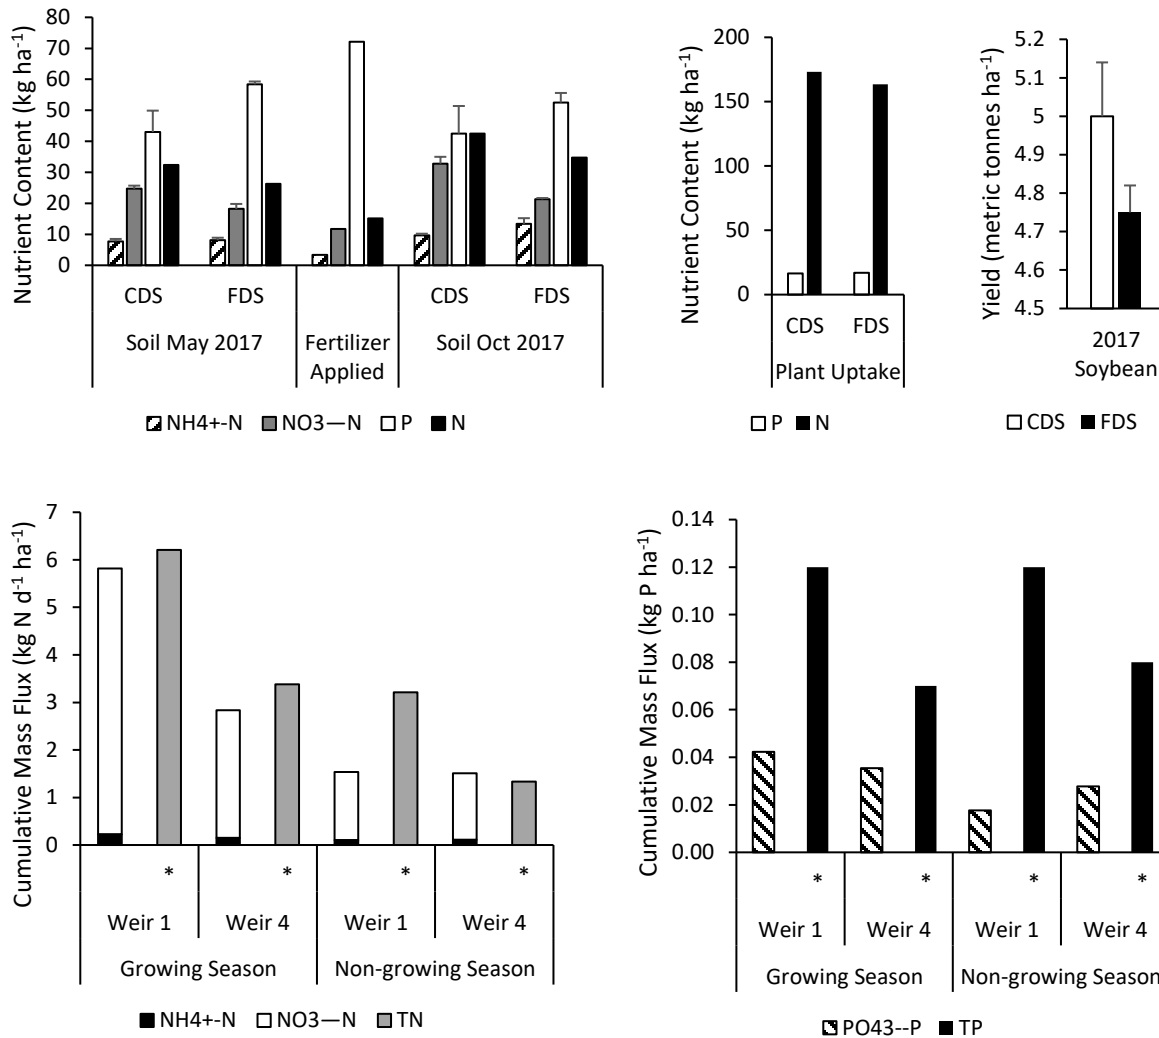 Nutrient Content (kg ha-1)
80
70
60
50
40
30
20
10
0
CDS FDS CDS FDS
Soil May 2017 Fertilizer Applied Soil Oct 2017
NH4+-N NO3—N P N
Nutrient Content (kg ha-1)
200
150
100
50
0
CDS FDS
Plant Uptake
P N
Yield (metric tonnes ha-1)
5.2
5.1
5
4.9
4.8
4.7
4.6
4.5
2017
Soybean
CDS FDS
Cumulative Mass Flux (kg N d-1 ha-1)
7
6
5
4
3
2
1
0
* * * *
Weir 1 Weir 4 Weir 1 Weir 4
Growing Season Non-growing Season
NH4+-N NO3—N TN
Cumulative Mass Flux (kg P ha-1)
0.14
0.12
0.10
0.08
0.06
0.04
0.02
0.00
* * * *
Weir 1 Weir 4 Weir 1 Weir 4
Growing Season Non-growing Season
PO43--P TP